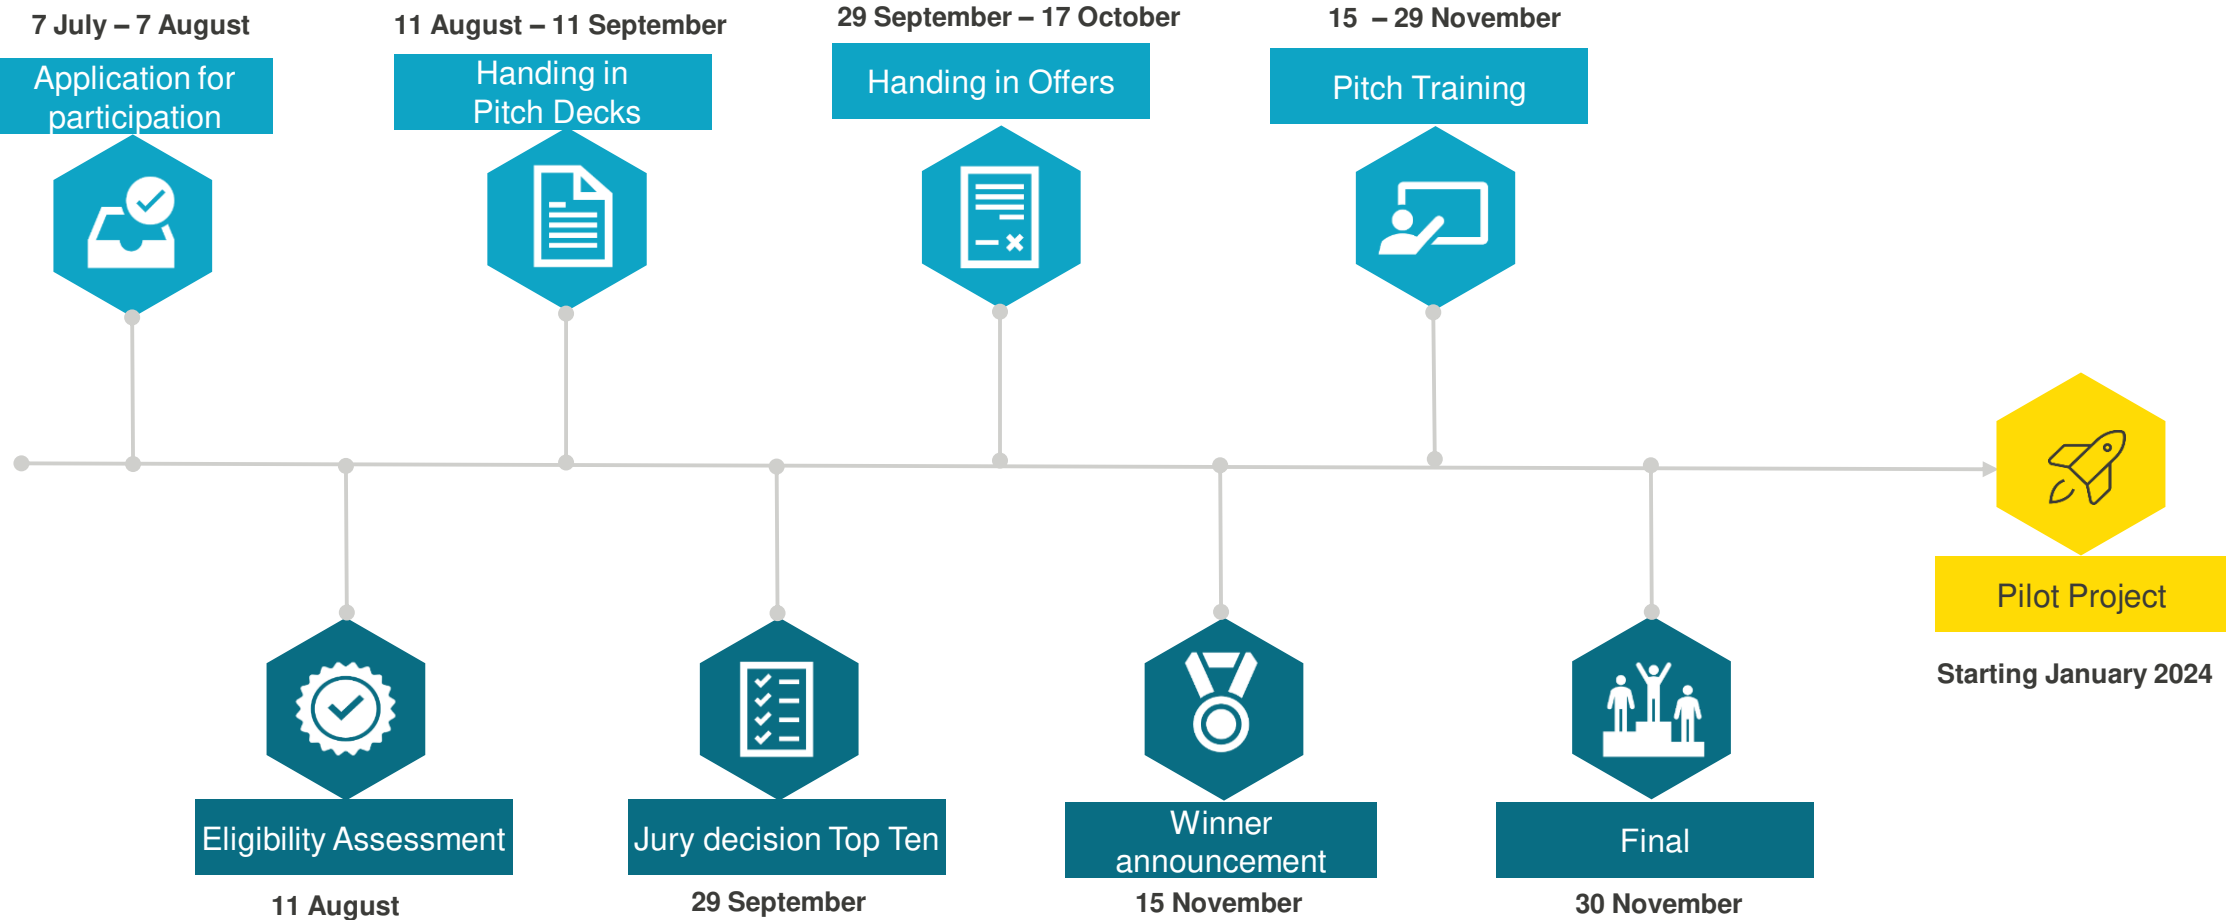 7 July – 7 August
Application for
participation
11 August – 11 September
Handing in
Pitch Decks
29 September – 17 October
Handing in Offers
15 – 29 November
Pitch Training
Eligibility Assessment
11 August
Jury decision Top Ten
29 September
Winner
announcement
15 November
Final
30 November
Pilot Project
Starting January 2024